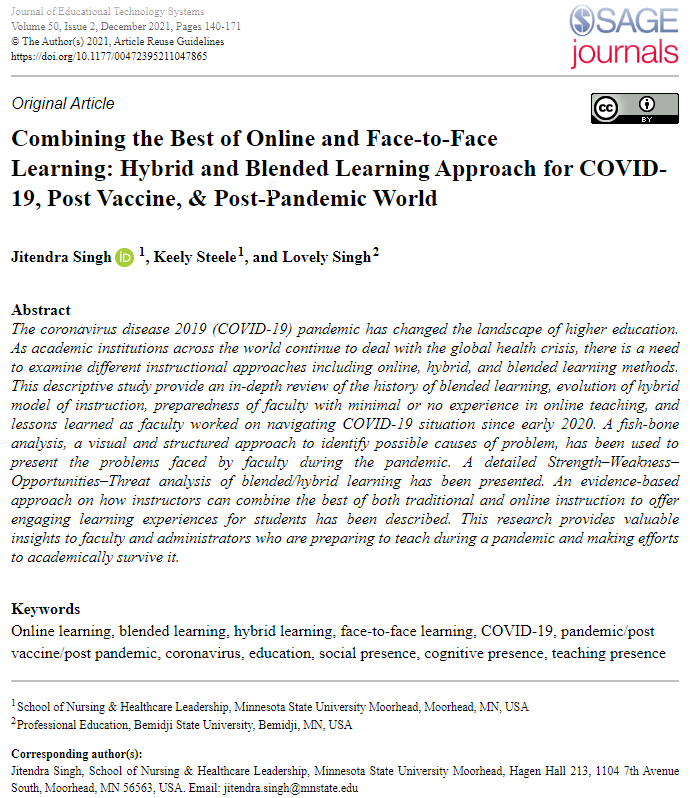 Journal of Educational Technology Systems
Volume 50, Issue 2, December 2021, Pages 140-171
© The Author(s) 2021, Article Reuse Guidelines
https://doi.org/10.1177/00472395211047865
SAGE
journals
Original Article
CC BY
Combining the Best of Online and Face-to-Face
Learning: Hybrid and Blended Learning Approach for COVID-
19, Post Vaccine, & Post-Pandemic World
Jitendra Singh iD 1, Keely Steele1, and Lovely Singh2
Abstract
The coronavirus disease 2019 (COVID-19) pandemic has changed the landscape of higher education.
As academic institutions across the world continue to deal with the global health crisis, there is a need
to examine different instructional approaches including online, hybrid, and blended learning methods.
This descriptive study provide an in-depth review of the history of blended learning, evolution of hybrid
model of instruction, preparedness of faculty with minimal or no experience in online teaching, and
lessons learned as faculty worked on navigating COVID-19 situation since early 2020. A fish-bone
analysis, a visual and structured approach to identify possible causes of problem, has been used to
present the problems faced by faculty during the pandemic. A detailed Strength–Weakness–
Opportunities–Threat analysis of blended/hybrid learning has been presented. An evidence-based
approach on how instructors can combine the best of both traditional and online instruction to offer
engaging learning experiences for students has been described. This research provides valuable
insights to faculty and administrators who are preparing to teach during a pandemic and making efforts
to academically survive it.
Keywords
Online learning, blended learning, hybrid learning, face-to-face learning, COVID-19, pandemic/post
vaccine/post pandemic, coronavirus, education, social presence, cognitive presence, teaching presence
1School of Nursing & Healthcare Leadership, Minnesota State University Moorhead, Moorhead, MN, USA
2Professional Education, Bemidji State University, Bemidji, MN, USA
Corresponding author(s):
Jitendra Singh, School of Nursing & Healthcare Leadership, Minnesota State University Moorhead, Hagen Hall 213, 1104 7th Avenue
South, Moorhead, MN 56563, USA. Email: jitendra.singh@mnstate.edu